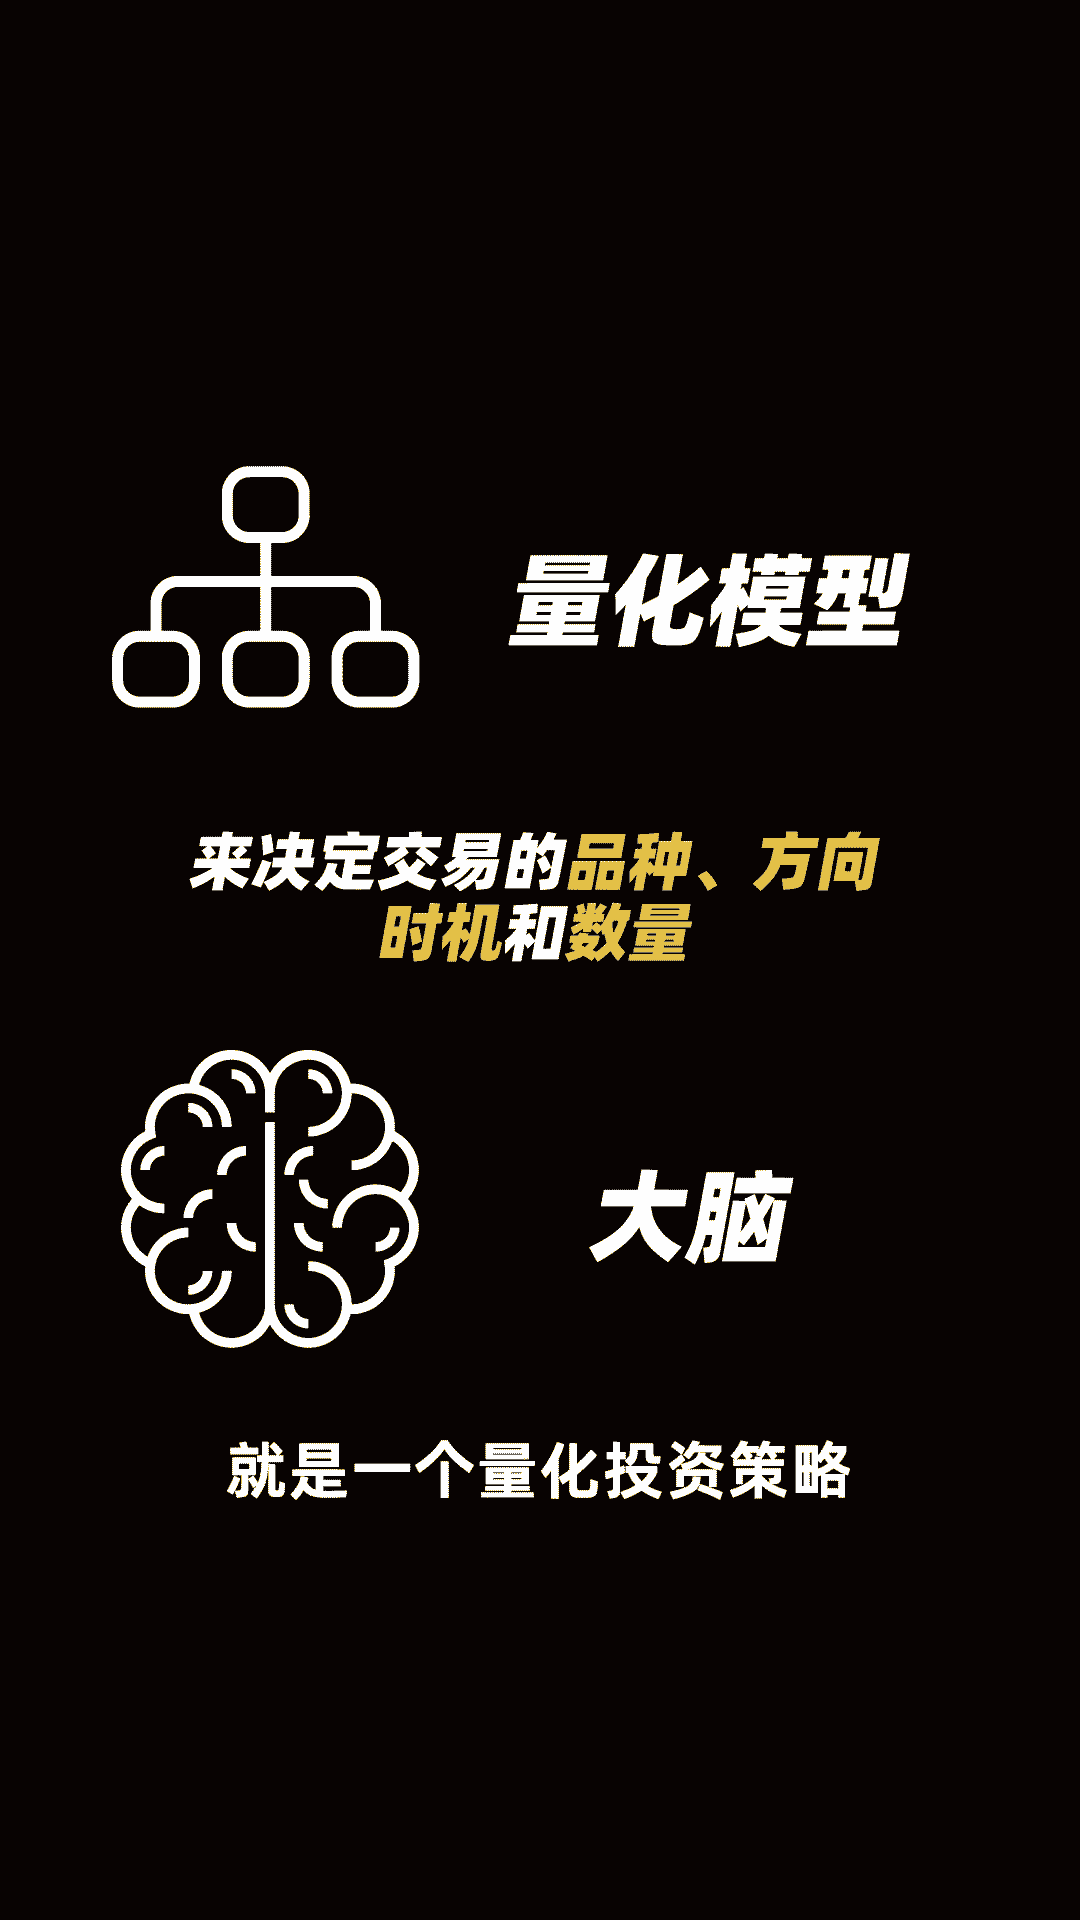 量化模型
来决定交易的品种、方向
时机和数量
大脑
就是一个量化投资策略